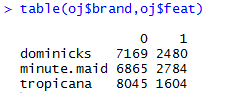 > table(oj$brand,oj$feat)
0 1
dominicks 7169 2480
minute.maid 6865 2784
tropicana 8045 1604